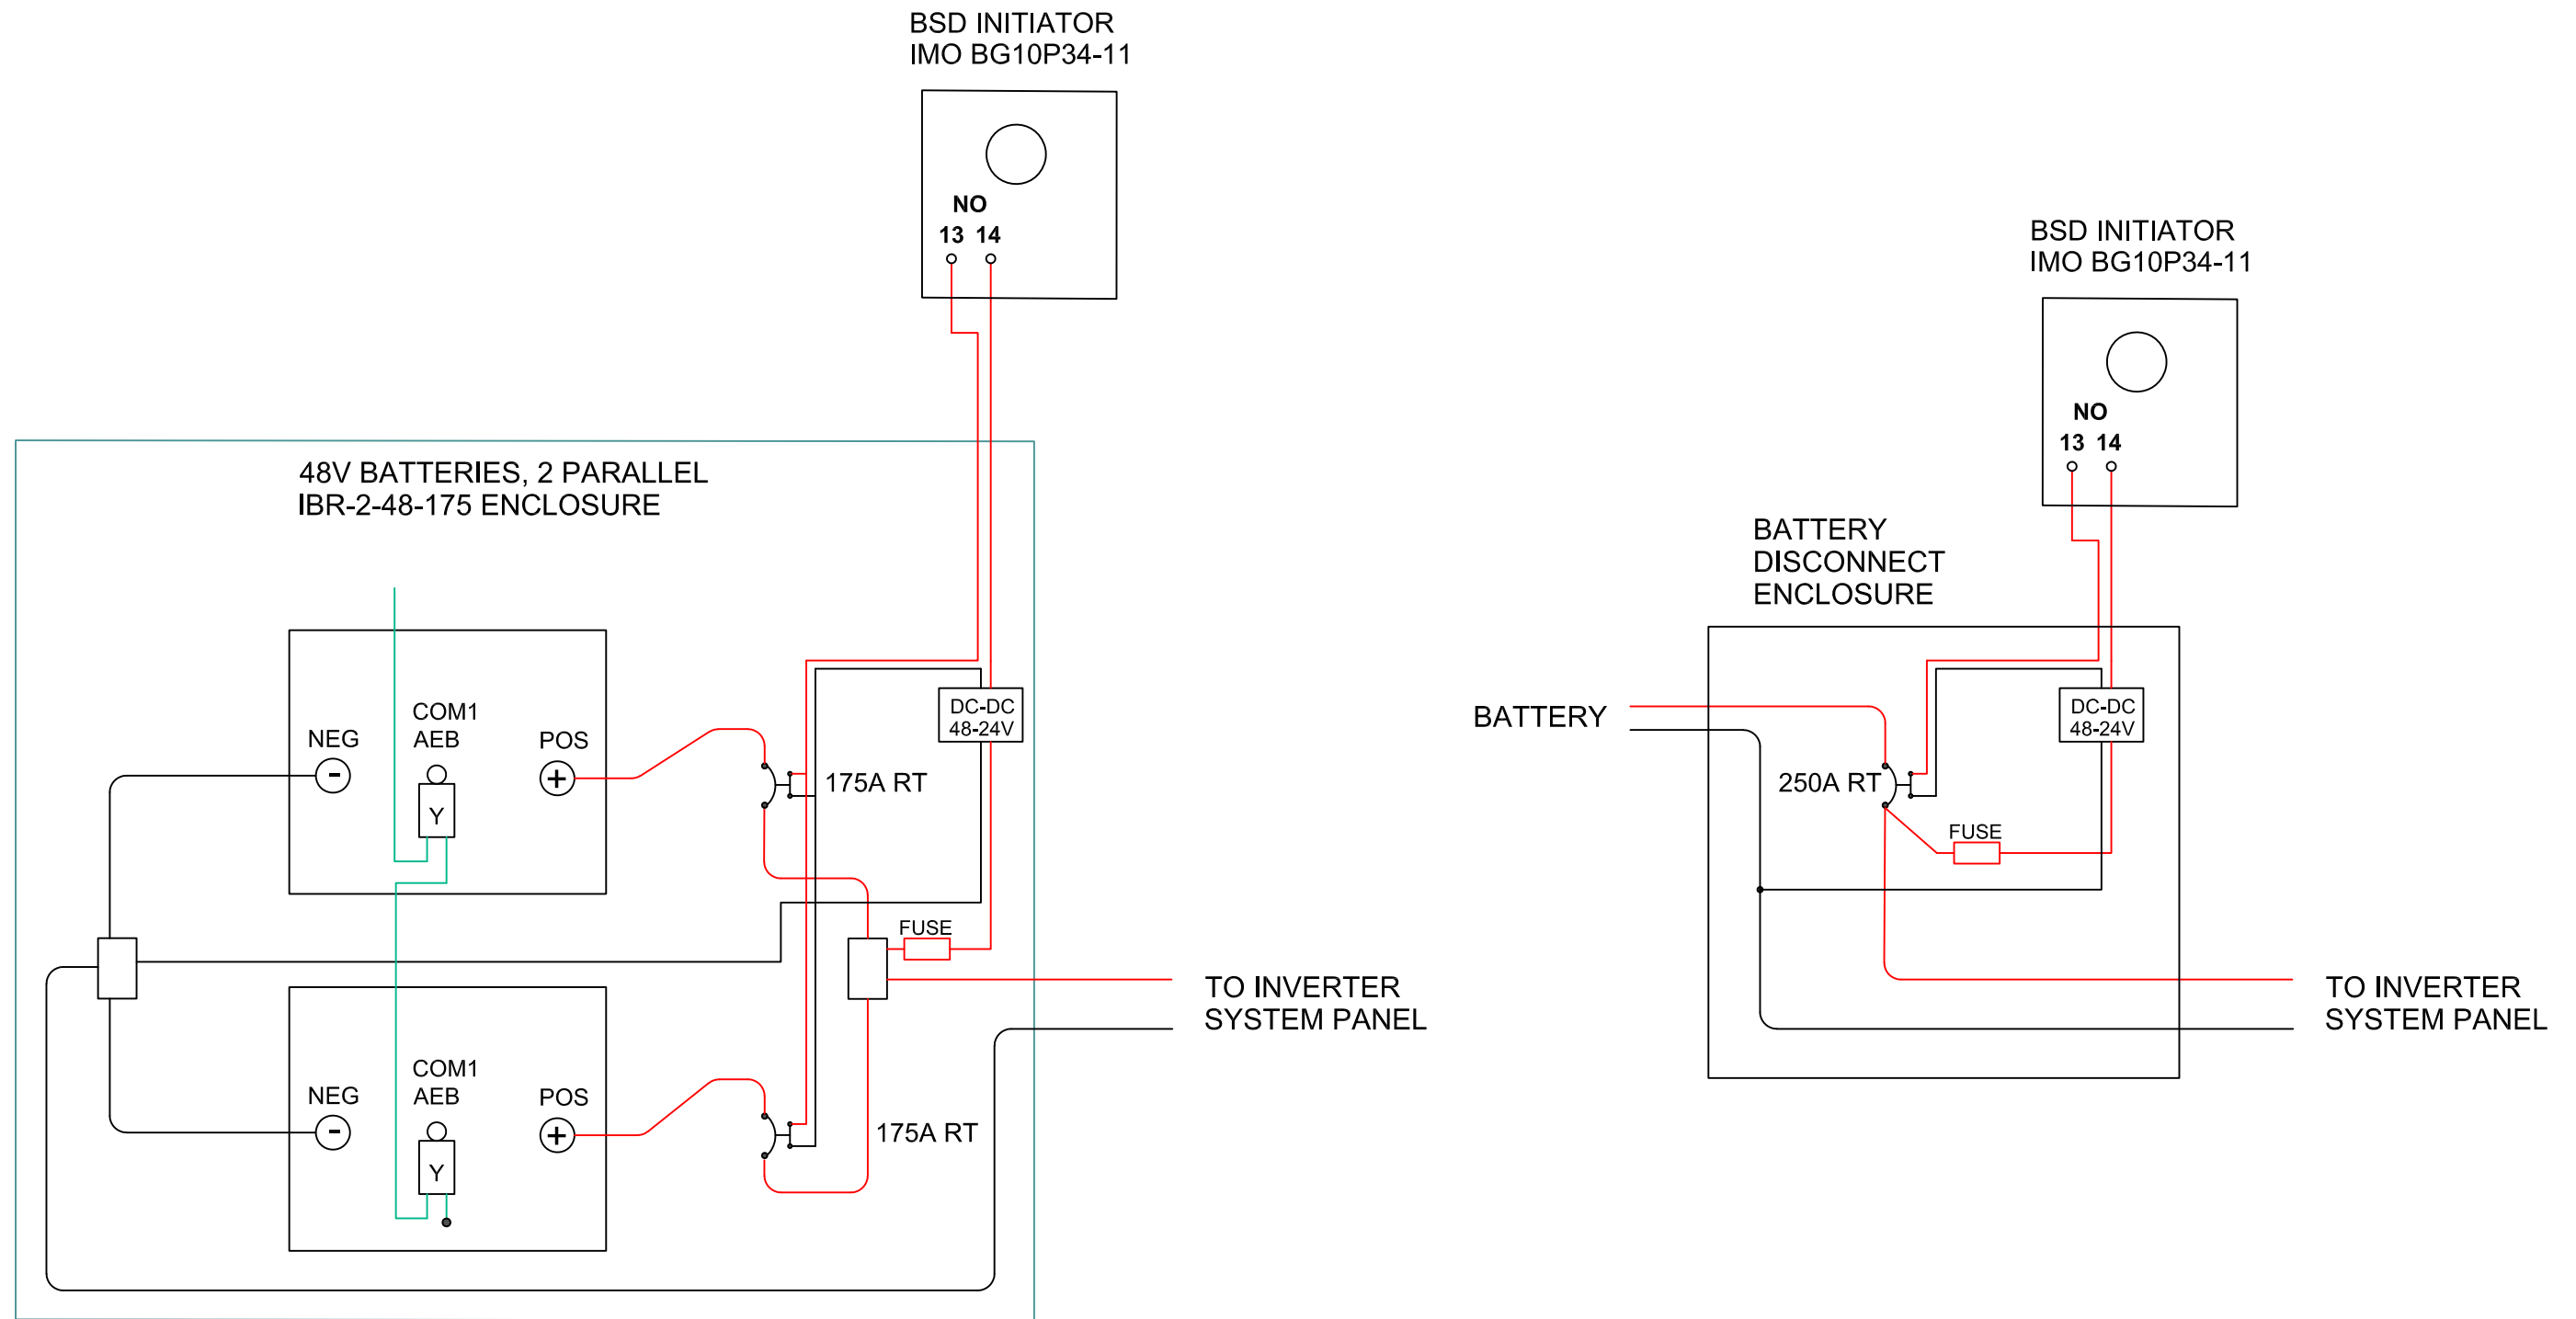 BSD INITIATOR
IMO BG10P34-11
NO
13 14
48V BATTERIES, 2 PARALLEL
IBR-2-48-175 ENCLOSURE
NEG
-
COM1
AEB
Y
POS
+
175A RT
DC-DC
48-24V
FUSE
TO INVERTER
SYSTEM PANEL
NEG
-
COM1
AEB
Y
POS
+
175A RT
BSD INITIATOR
IMO BG10P34-11
NO
13 14
BATTERY
DISCONNECT
ENCLOSURE
BATTERY
DC-DC
48-24V
250A RT
FUSE
TO INVERTER
SYSTEM PANEL